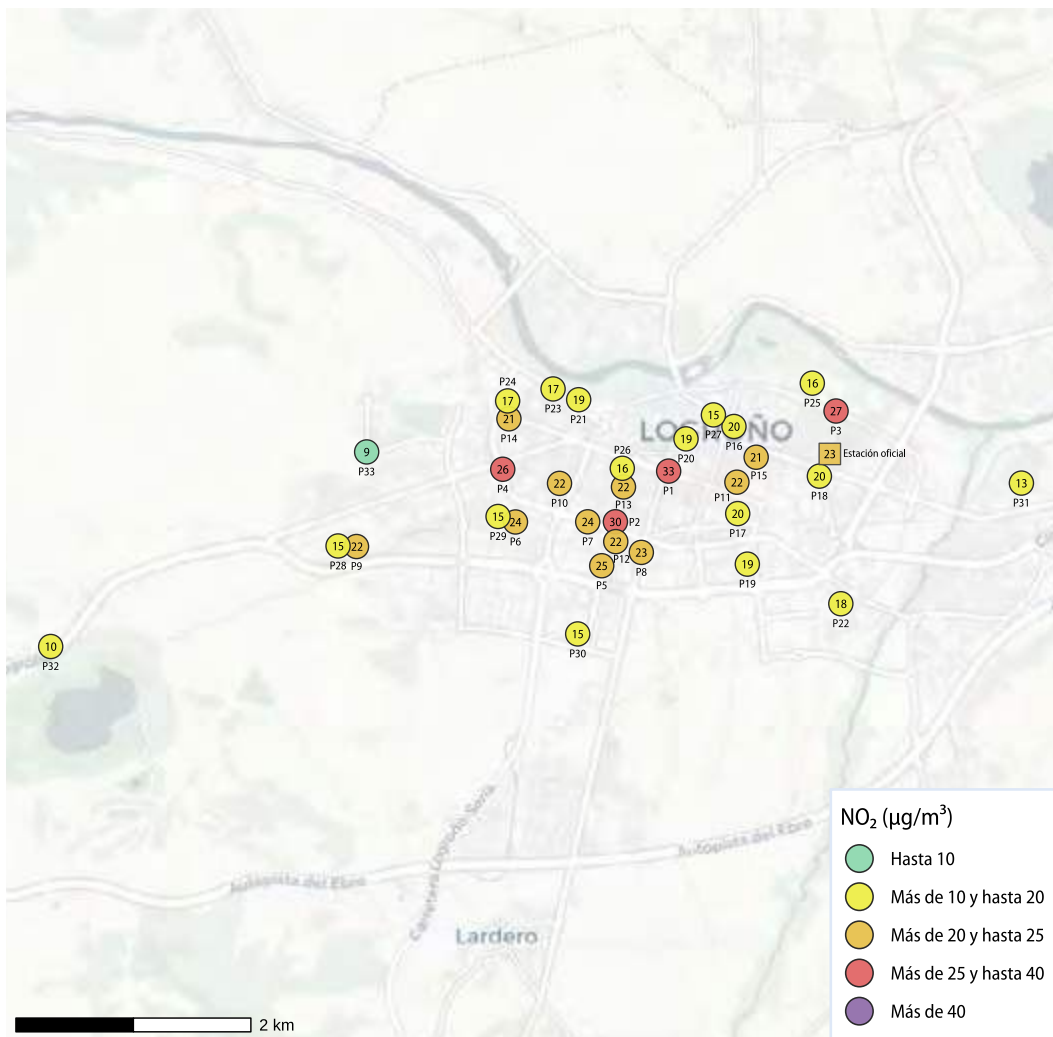 16
P25
P24
17
P23
17
19
P21
27
P3
21
P14
15
P27
20
P16
LOGROÑO
19
P20
9
P33
P26
16
22
P13
33
P1
21
P15
23
Estación oficial
20
P18
26
P4
22
P10
P11
22
13
P31
15
P29
24
P6
24
P7
30
P2
20
P17
22
P12
23
P8
15
P28
22
P9
25
P5
19
P19
18
P22
15
P30
10
P32
Carretera Logroño Soria
Autopista del Ebro
Autopista del Ebro
Lardero
NO₂ (µg/m³)
Hasta 10
Más de 10 y hasta 20
Más de 20 y hasta 25
Más de 25 y hasta 40
Más de 40
2 km